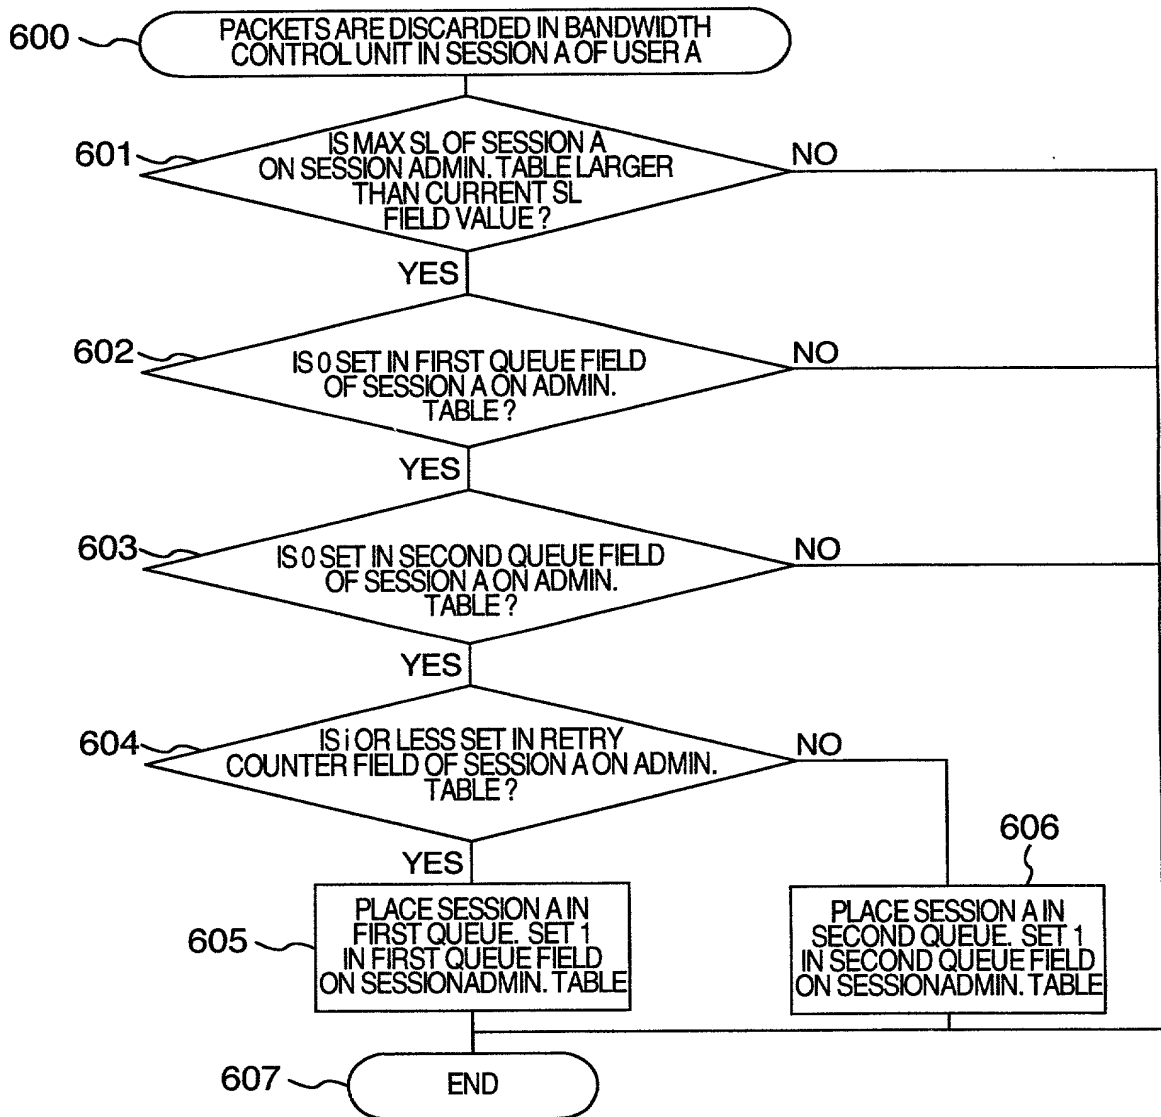 600
PACKETS ARE DISCARDED IN BANDWIDTH
CONTROL UNIT IN SESSION A OF USER A
601
IS MAX SL OF SESSION A
ON SESSION ADMIN. TABLE LARGER
THAN CURRENT SL
FIELD VALUE ?
NO
YES
602
IS 0 SET IN FIRST QUEUE FIELD
OF SESSION A ON ADMIN.
TABLE ?
NO
YES
603
IS 0 SET IN SECOND QUEUE FIELD
OF SESSION A ON ADMIN.
TABLE ?
NO
YES
604
IS i OR LESS SET IN RETRY
COUNTER FIELD OF SESSION A ON ADMIN.
TABLE ?
NO
YES
605
PLACE SESSION A IN
FIRST QUEUE. SET 1
IN FIRST QUEUE FIELD
ON SESSION ADMIN. TABLE
606
PLACE SESSION A IN
SECOND QUEUE. SET 1
IN SECOND QUEUE FIELD
ON SESSION ADMIN. TABLE
607
END